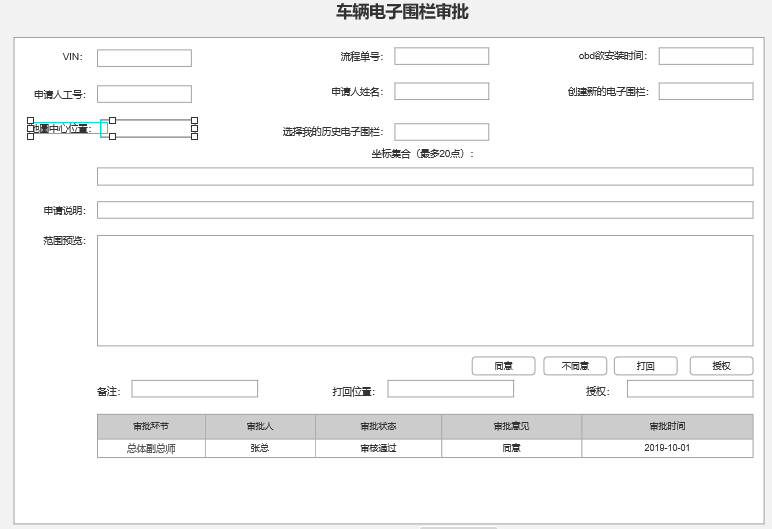 车辆电子围栏审批
VIN: 流程单号: obd欲安装时间:
申请人工号: 申请人姓名: 创建新的电子围栏:
地图中心位置: 选择我的历史电子围栏:
坐标集合（最多20点）:
申请说明:
范围预览:
同意 不同意 打回 授权
备注: 打回位置: 授权:
审批环节 审批人 审批状态 审批意见 审批时间
总体副总师 张总 审核通过 同意 2019-10-01